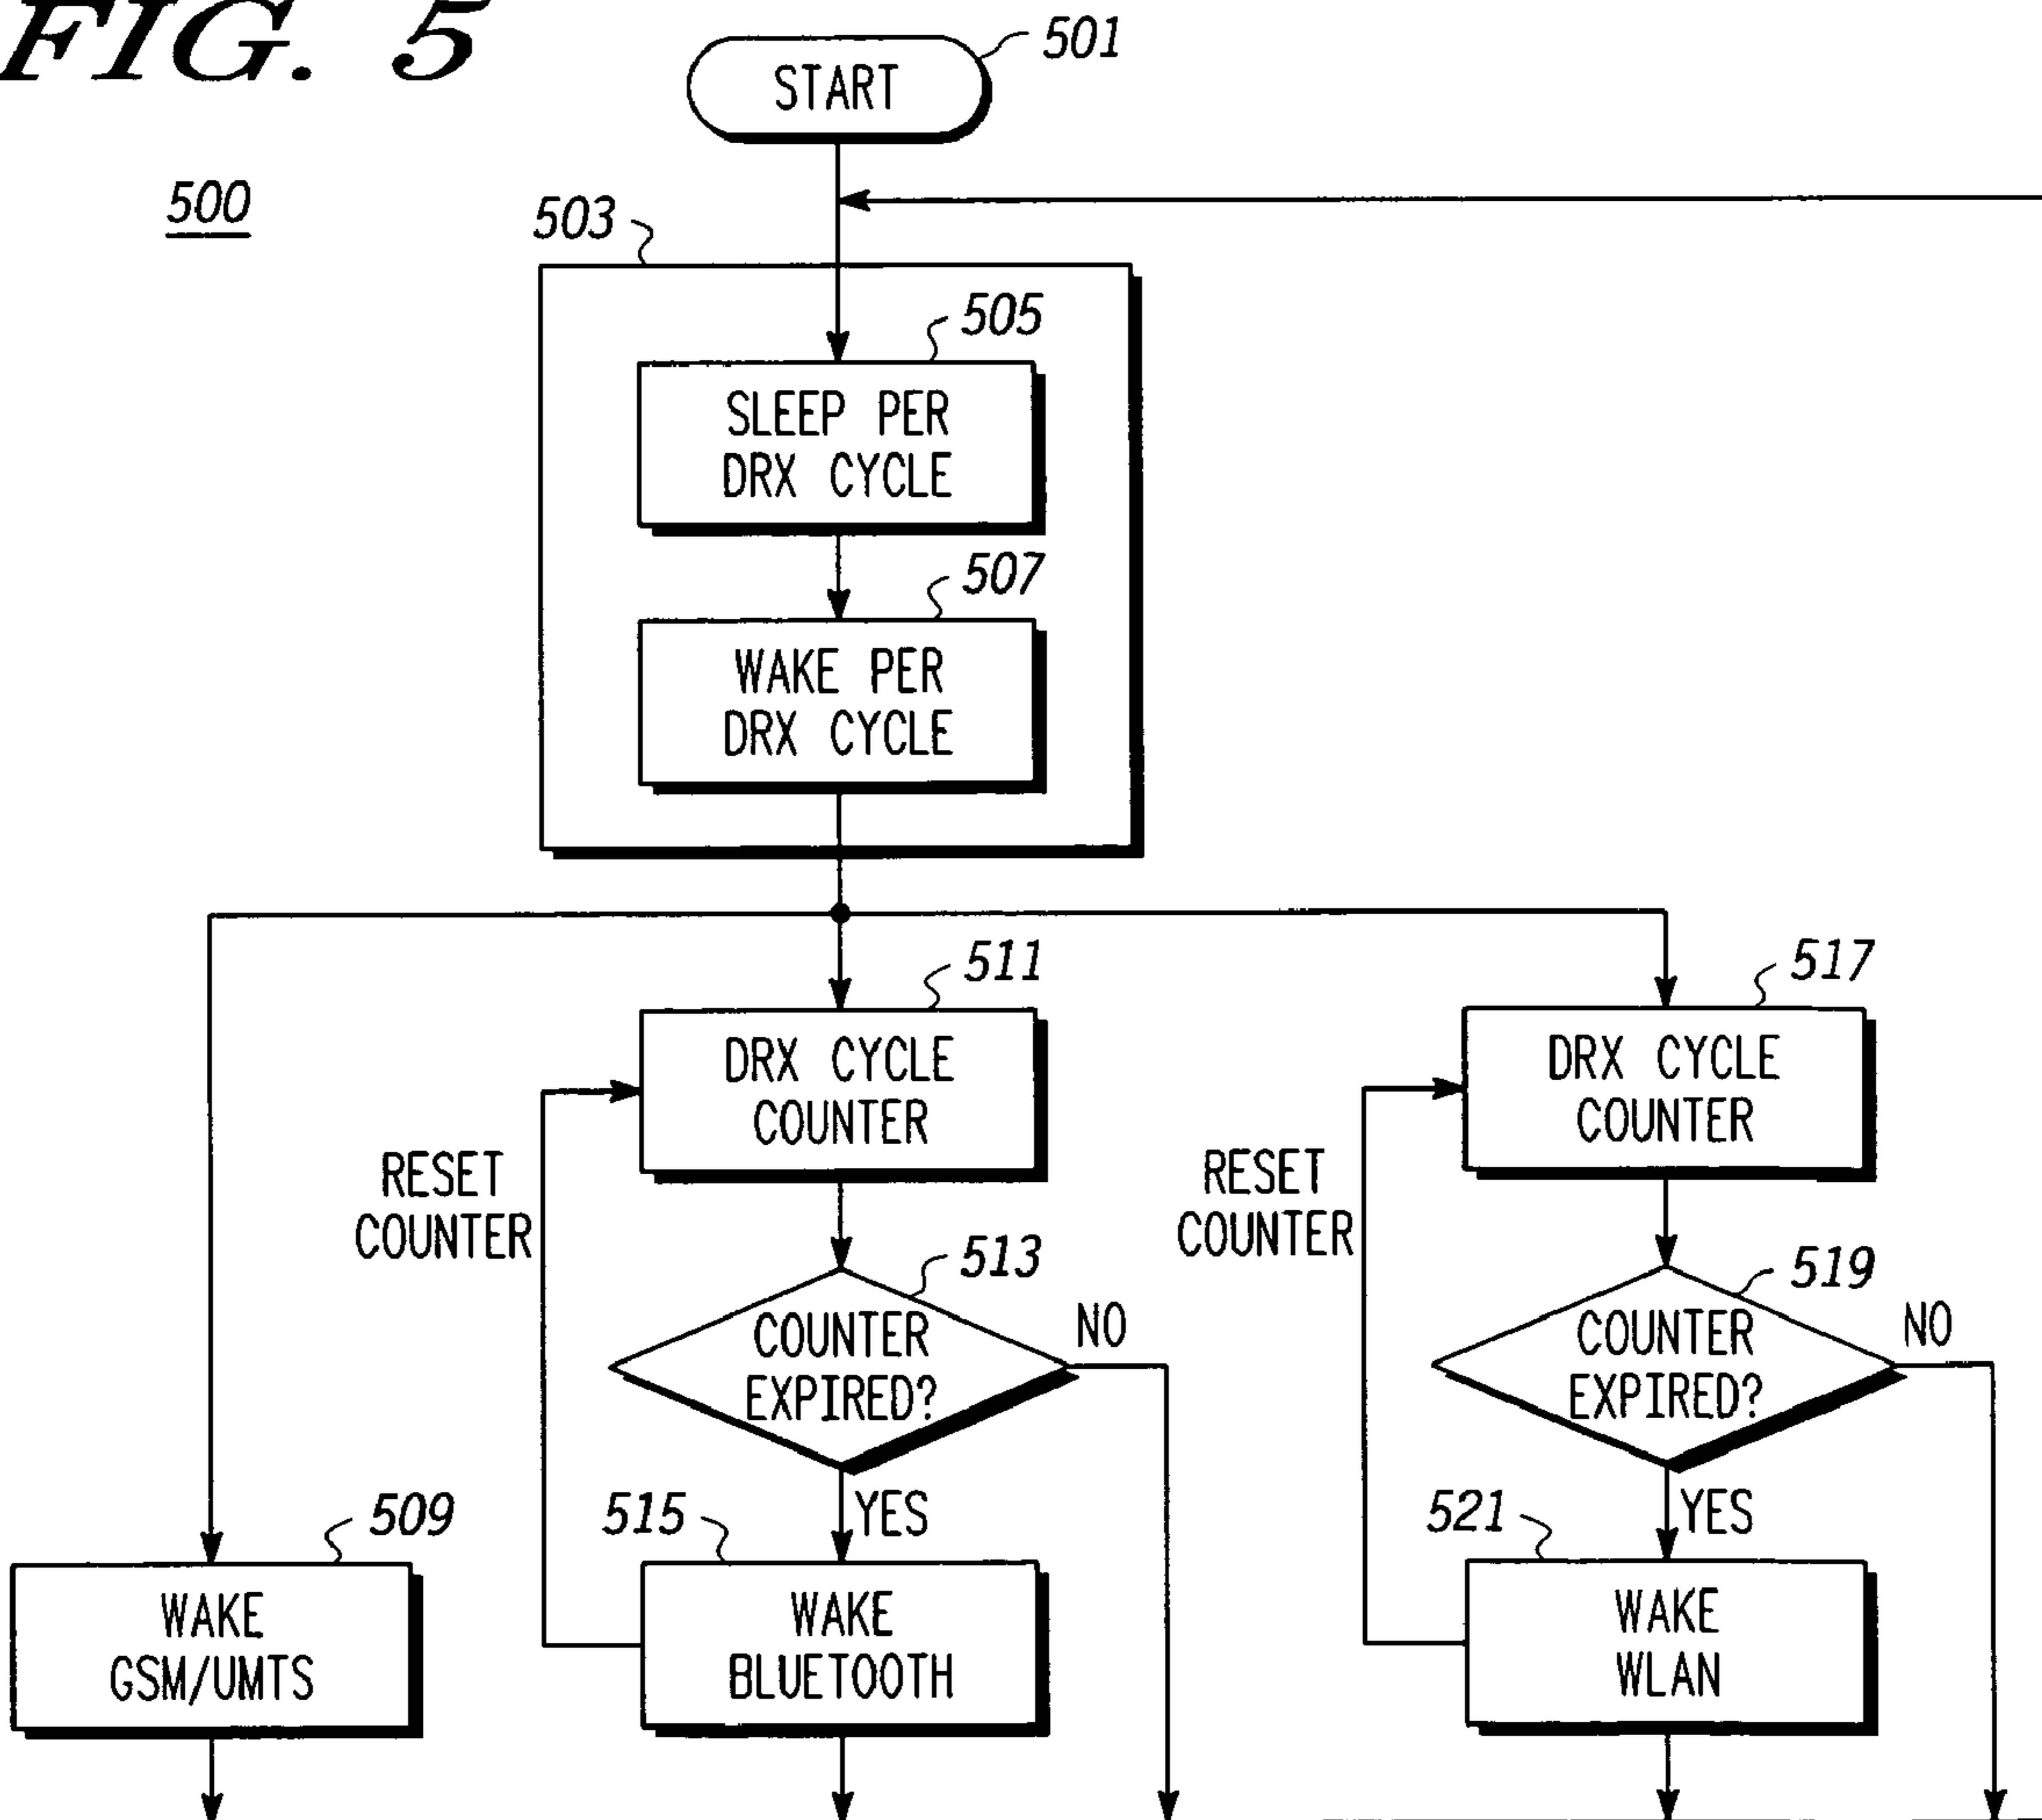 FIG. 5
501
START
500
503
505
SLEEP PER
DRX CYCLE
507
WAKE PER
DRX CYCLE
511
DRX CYCLE
COUNTER
517
DRX CYCLE
COUNTER
RESET
COUNTER
RESET
COUNTER
513
COUNTER
EXPIRED?
NO
519
COUNTER
EXPIRED?
NO
YES
YES
509
WAKE
GSM/UMTS
515
WAKE
BLUETOOTH
521
WAKE
WLAN